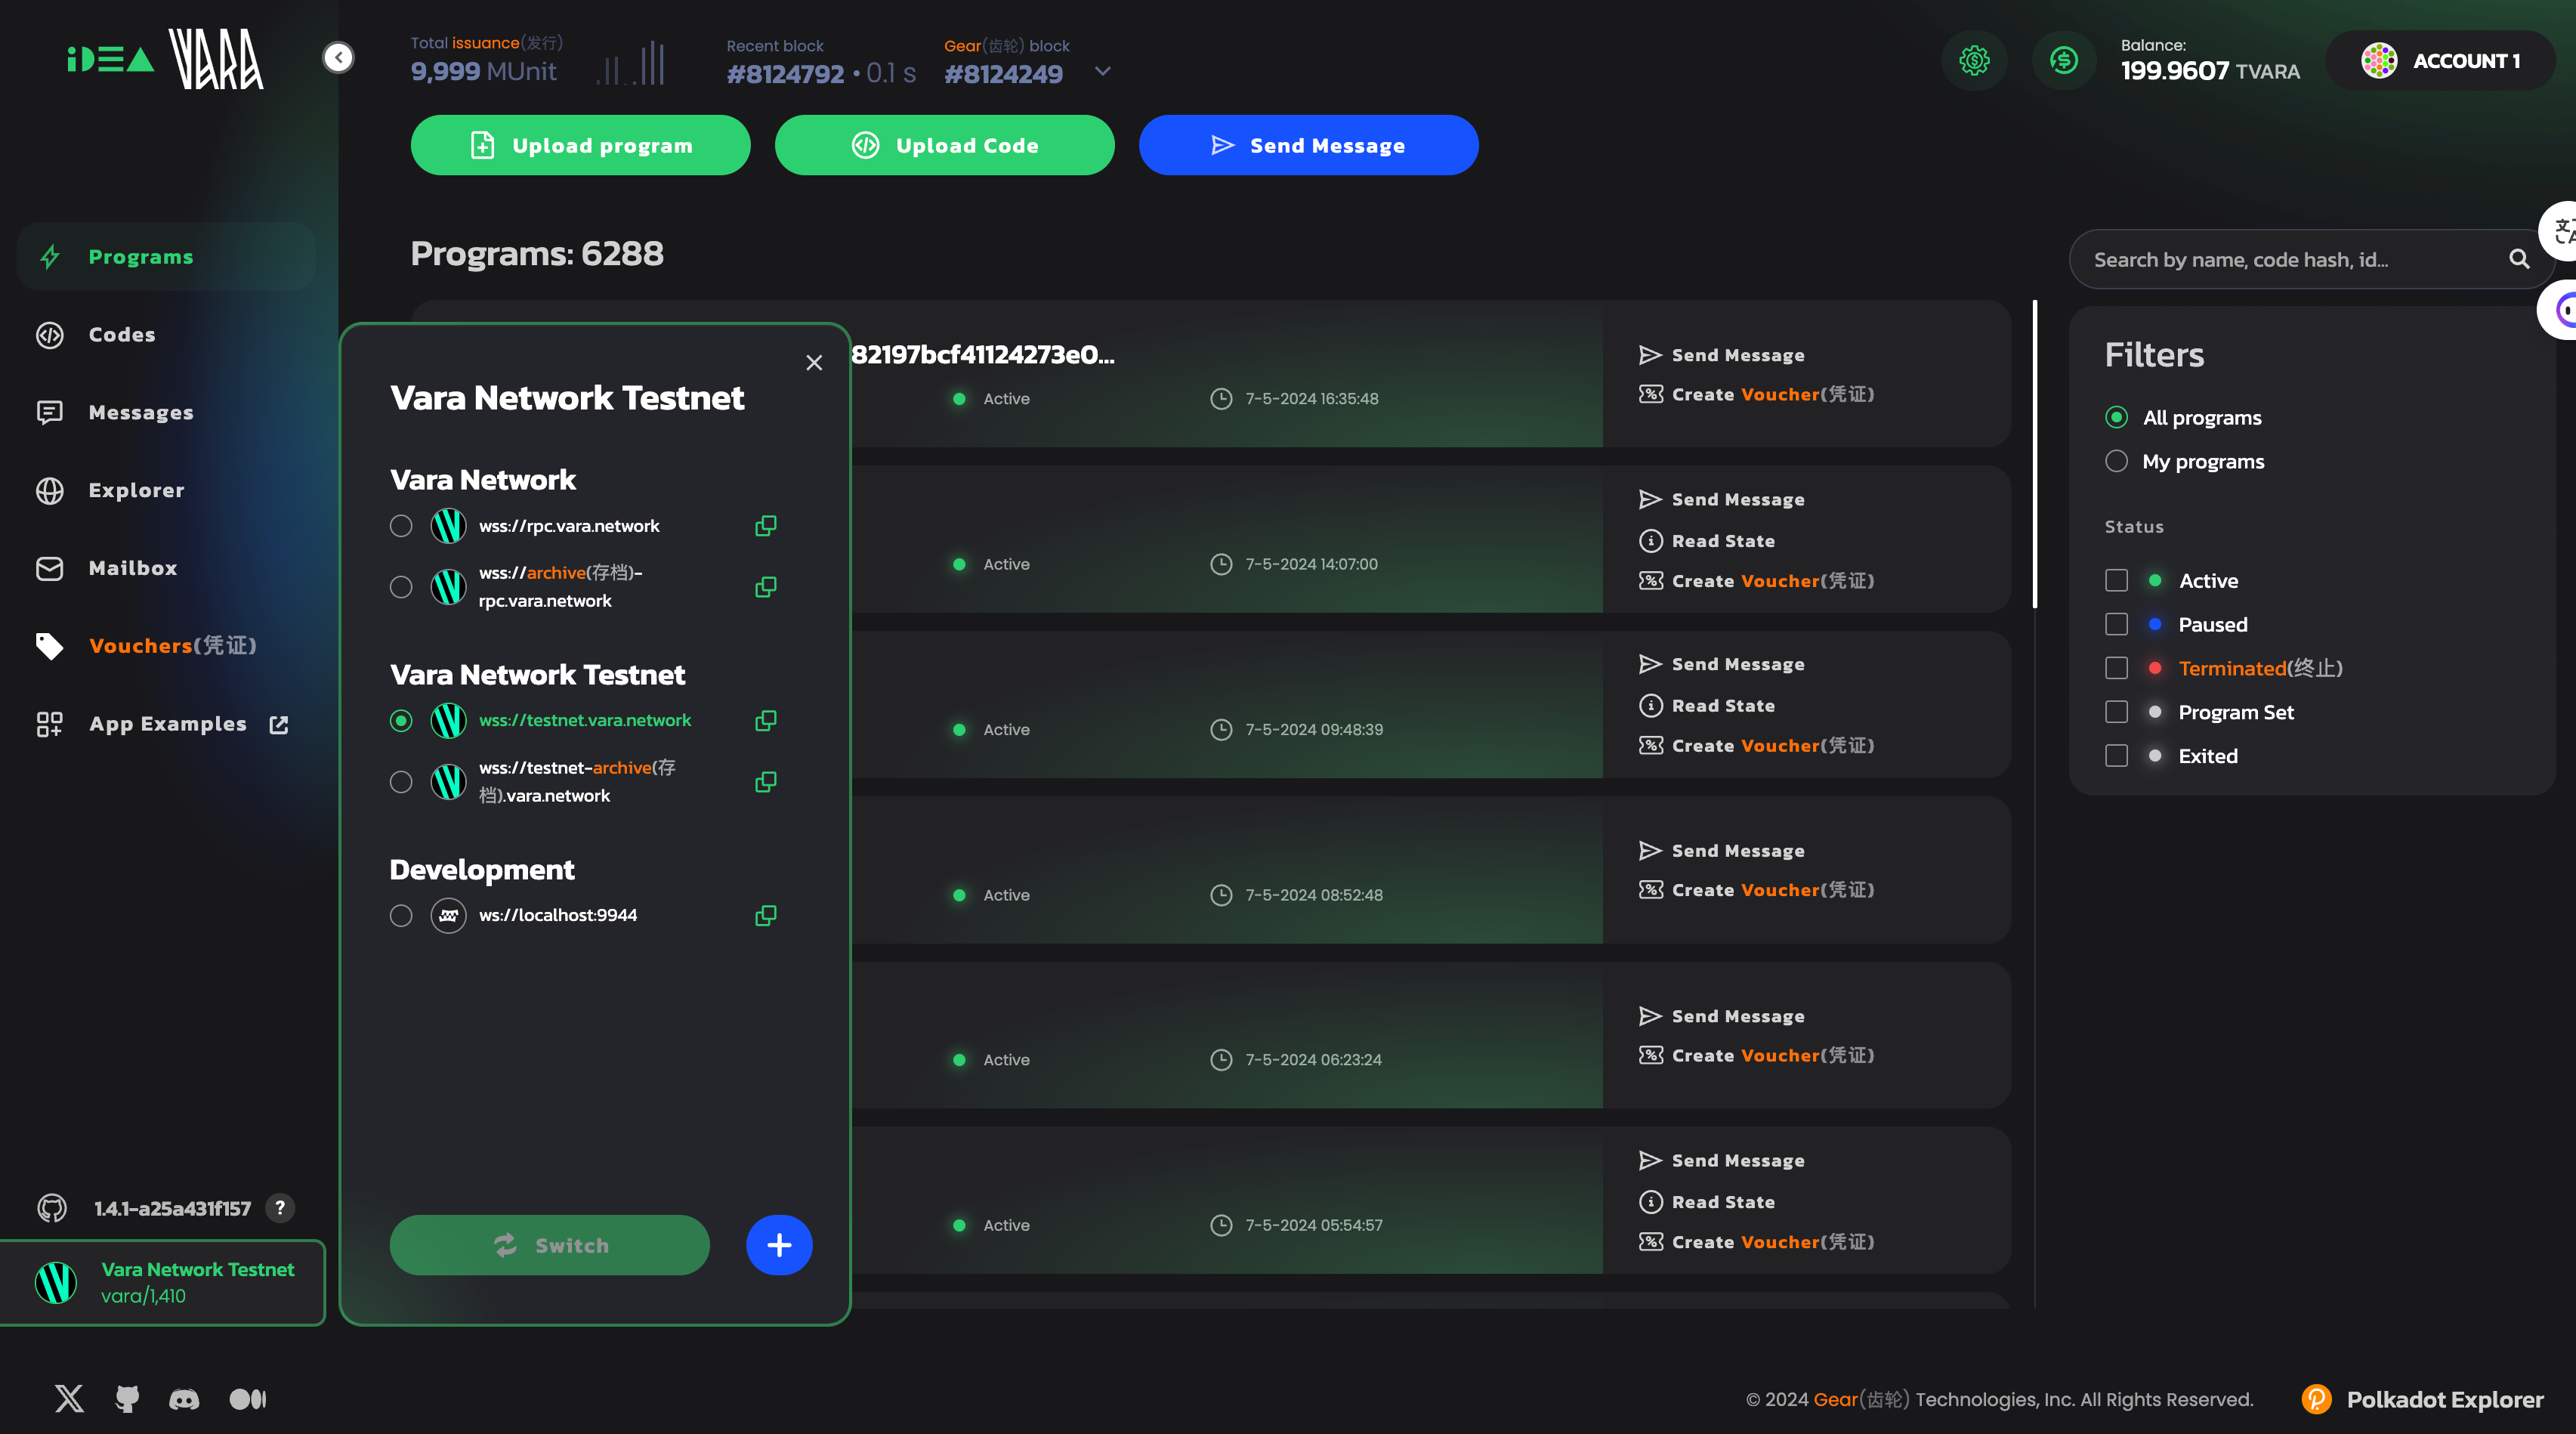 iDEA VARA
Total issuance(发行)
9,999 MUnit
Recent block
#8124792 • 0.1 s
Gear(齿轮) block
#8124249
Balance:
199.9607 TVARA
ACCOUNT 1
Upload program
Upload Code
Send Message
Programs
Codes
Messages
Explorer
Mailbox
Vouchers(凭证)
App Examples
1.4.1-a25a431f157 ?
Vara Network Testnet
vara/1,410
Vara Network Testnet
Vara Network
wss://rpc.vara.network
wss://archive(存档)-
rpc.vara.network
Vara Network Testnet
wss://testnet.vara.network
wss://testnet-archive(存
档).vara.network
Development
ws://localhost:9944
Switch
Programs: 6288
82197bcf41124273e0...
Active
7-5-2024 16:35:48
Send Message
Create Voucher(凭证)
Active
7-5-2024 14:07:00
Send Message
Read State
Create Voucher(凭证)
Active
7-5-2024 09:48:39
Send Message
Read State
Create Voucher(凭证)
Active
7-5-2024 08:52:48
Send Message
Create Voucher(凭证)
Active
7-5-2024 06:23:24
Send Message
Create Voucher(凭证)
Active
7-5-2024 05:54:57
Send Message
Read State
Create Voucher(凭证)
Search by name, code hash, id...
Filters
All programs
My programs
Status
Active
Paused
Terminated(终止)
Program Set
Exited
© 2024 Gear(齿轮) Technologies, Inc. All Rights Reserved.
Polkadot Explorer